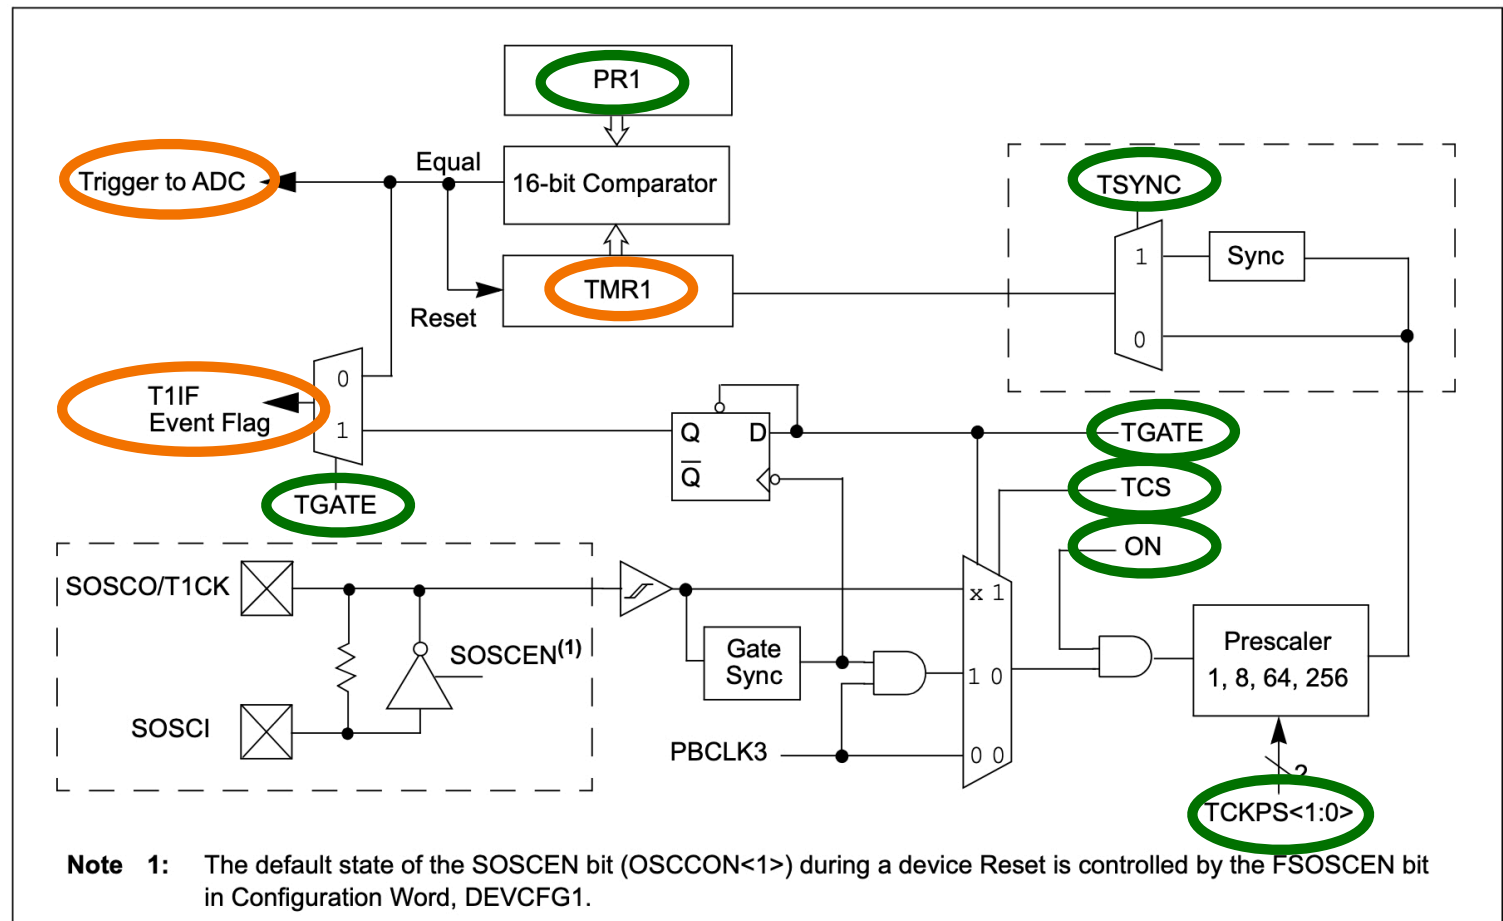 PR1
Equal
16-bit Comparator
Trigger to ADC
TSYNC
1
Sync
TMR1
Reset
0
0
T1IF
Event Flag
1
Q
D
Q
TGATE
TCS
TGATE
ON
SOSCO/T1CK
x 1
SOSCEN(1)
Gate
Sync
1 0
Prescaler
1, 8, 64, 256
SOSCI
PBCLK3
0 0
2
TCKPS<1:0>
Note 1: The default state of the SOSCEN bit (OSCCON<1>) during a device Reset is controlled by the FSOSCEN bit
in Configuration Word, DEVCFG1.